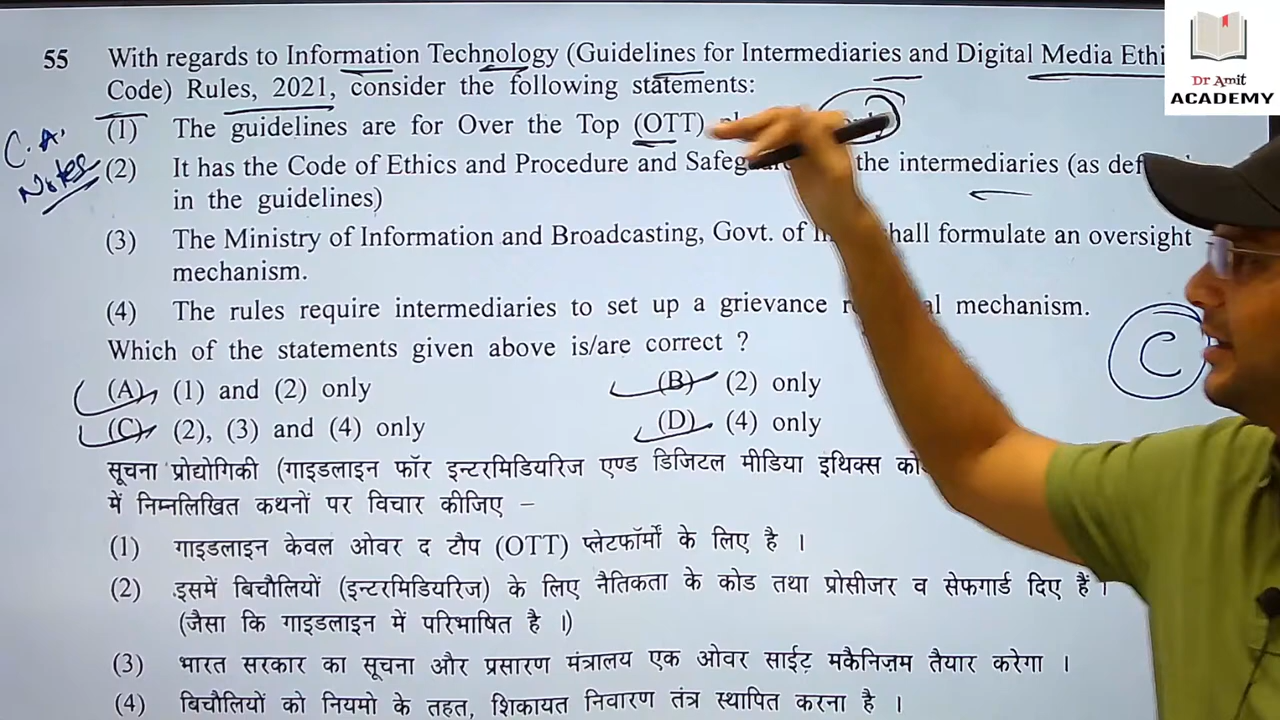 Dr Amit
ACADEMY
55 With regards to Information Technology (Guidelines for Intermediaries and Digital Media Ethi
Code) Rules, 2021, consider the following statements:
C.A.
Notes
(1) The guidelines are for Over the Top (OTT)
(2) It has the Code of Ethics and Procedure and Safeg the intermediaries (as def
in the guidelines)
(3) The Ministry of Information and Broadcasting, Govt. of hall formulate an oversight
mechanism.
(4) The rules require intermediaries to set up a grievance r l mechanism.
Which of the statements given above is/are correct ?
C
(A) (1) and (2) only (B) (2) only
(C) (2), (3) and (4) only (D) (4) only
सूचना प्रोद्योगिकी (गाइडलाइन फॉर इन्टरमिडियरिज एण्ड डिजिटल मीडिया इथिक्स को
में निम्नलिखित कथनों पर विचार कीजिए –
(1) गाइडलाइन केवल ओवर द टौप (OTT) प्लेटफॉर्मों के लिए है ।
(2) इसमें बिचौलियों (इन्टरमिडियरिज) के लिए नैतिकता के कोड तथा प्रोसीजर व सेफगार्ड दिए हैं ।
(जैसा कि गाइडलाइन में परिभाषित है ।)
(3) भारत सरकार का सूचना और प्रसारण मंत्रालय एक ओवर साईट मकैनिज़म तैयार करेगा ।
(4) बिचौलियों को नियमो के तहत, शिकायत निवारण तंत्र स्थापित करना है ।